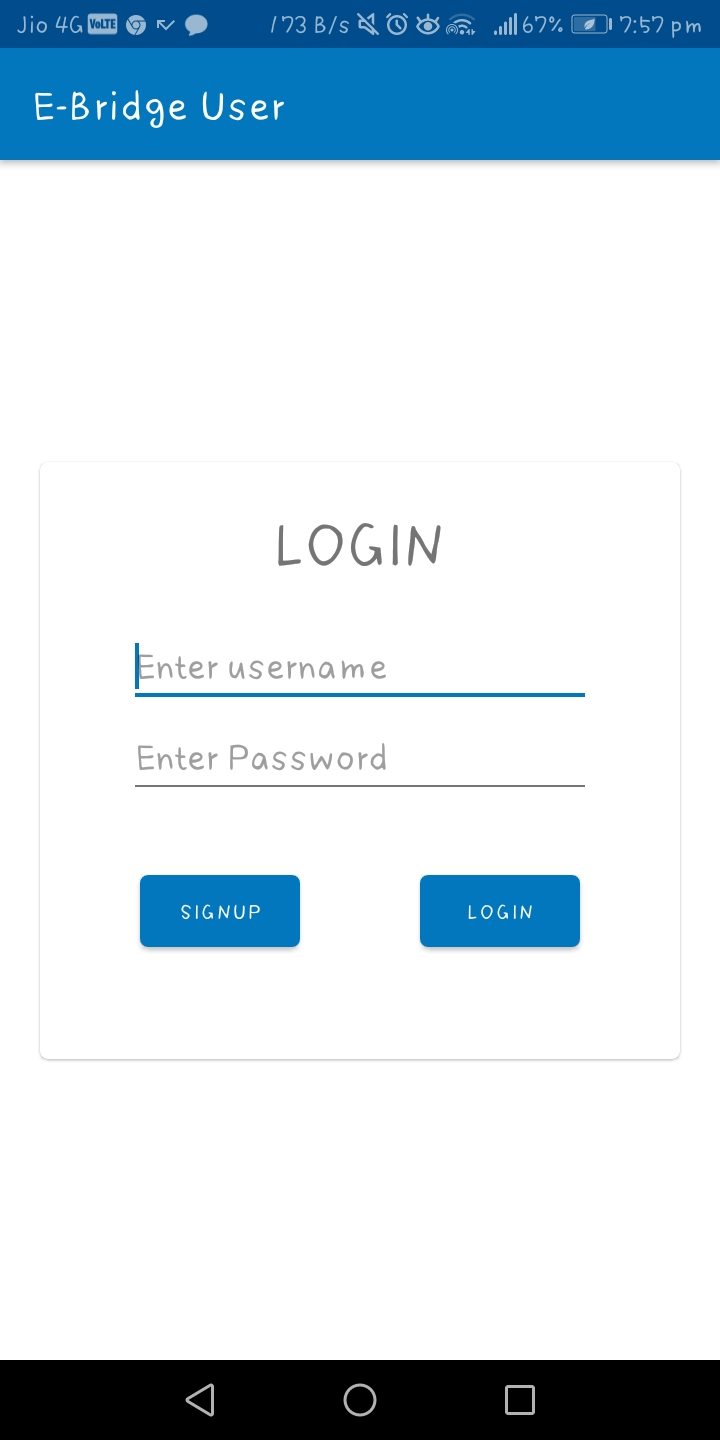 Jio 4G VoLTE 173 B/s 67% 7:57 pm
E-Bridge User
LOGIN
Enter username
Enter Password
SIGNUP LOGIN